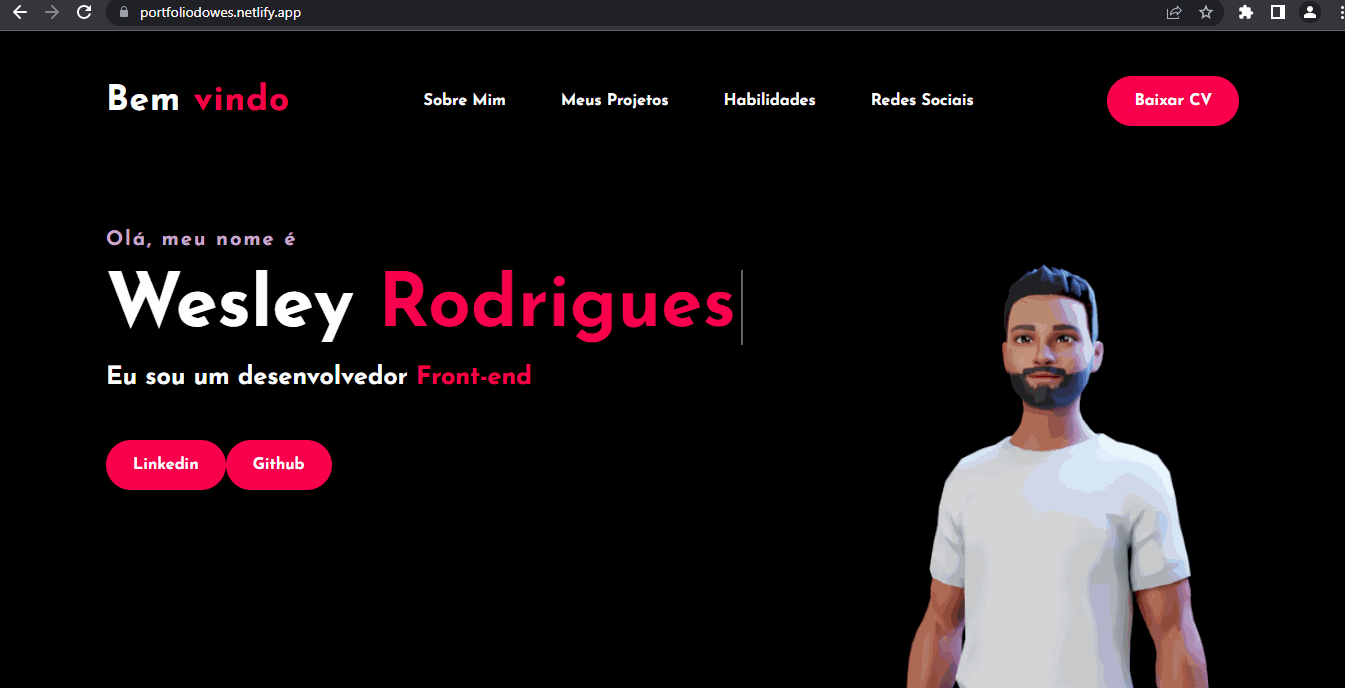 portfoliodowes.netlify.app
Bem vindo
Sobre Mim
Meus Projetos
Habilidades
Redes Sociais
Baixar CV
Olá, meu nome é
Wesley Rodrigues
Eu sou um desenvolvedor Front-end
Linkedin
Github